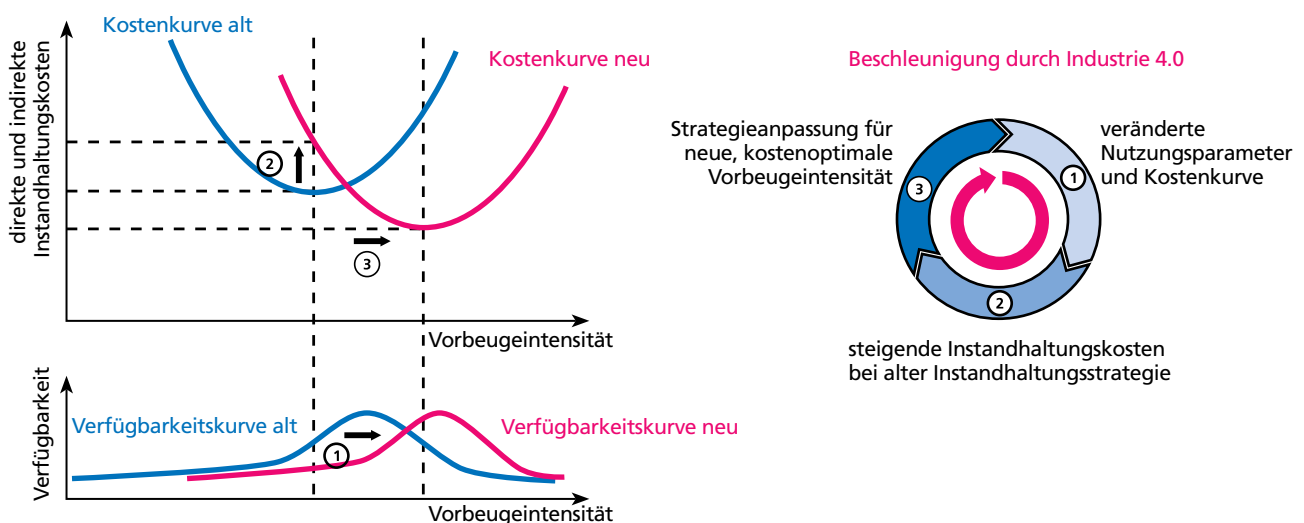 Kostenkurve alt
direkte und indirekte
Instandhaltungskosten
Kostenkurve neu
②
③
Vorbeugeintensität
Verfügbarkeit
Verfügbarkeitskurve alt
①
Verfügbarkeitskurve neu
Vorbeugeintensität
Beschleunigung durch Industrie 4.0
Strategieanpassung für
neue, kostenoptimale
Vorbeugeintensität
veränderte
Nutzungsparameter
und Kostenkurve
③
①
②
steigende Instandhaltungskosten
bei alter Instandhaltungsstrategie